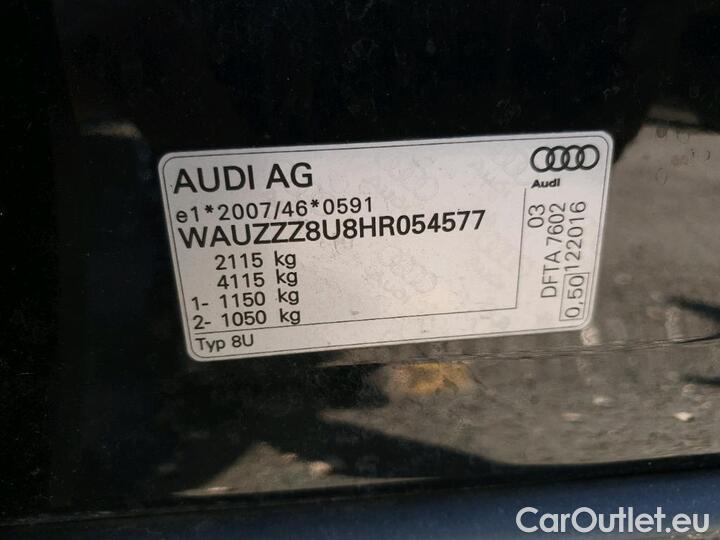 AUDI AG
Audi
e1*2007/46*0591
WAUZZZ8U8HR054577
2115 kg
4115 kg
1- 1150 kg
2- 1050 kg
Typ 8U
03
DFTA 7602
0,50 122016
CarOutlet.eu